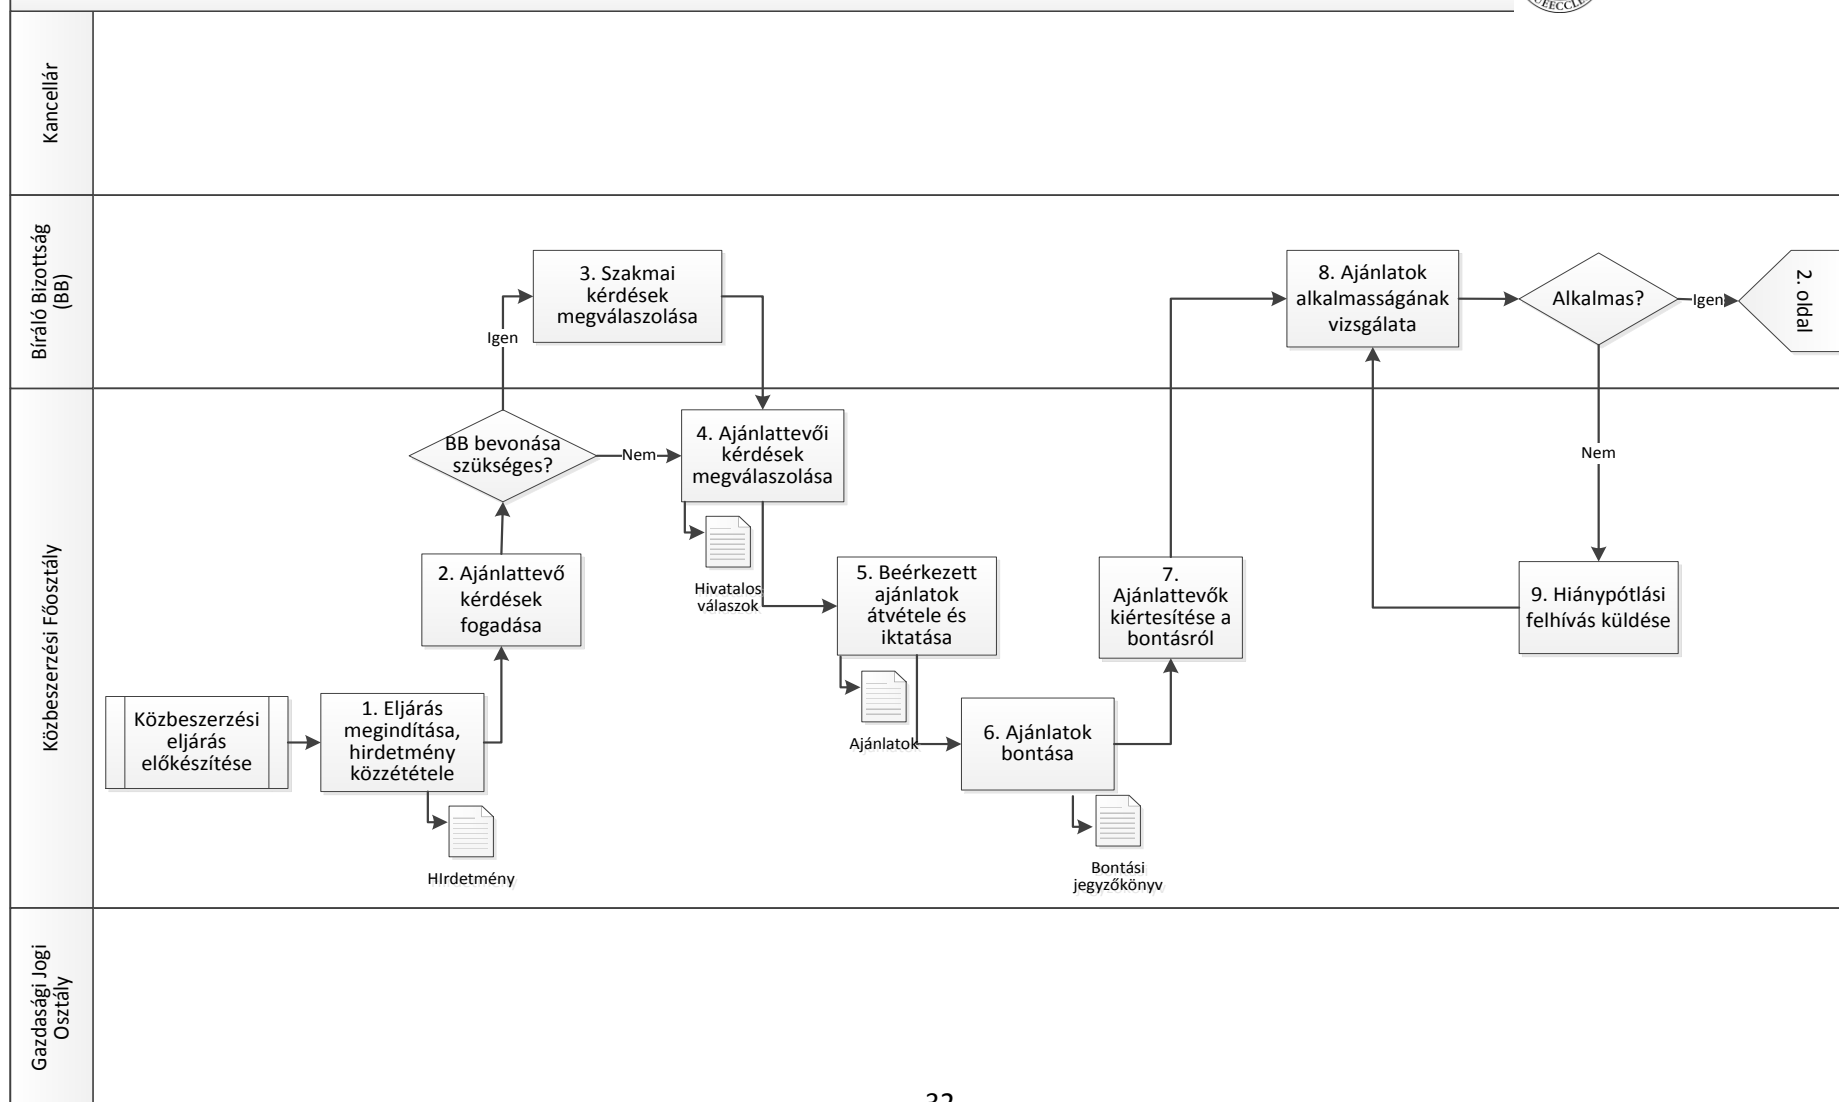 Kancellár
Bíráló Bizottság
(BB)
3. Szakmai
kérdések
megválaszolása
8. Ajánlatok
alkalmasságának
vizsgálata
Alkalmas?
Igen
2. oldal
Igen
Közbeszerzési Főosztály
BB bevonása
szükséges?
Nem
4. Ajánlattevői
kérdések
megválaszolása
Nem
Hivatalos
válaszok
2. Ajánlattevő
kérdések
fogadása
5. Beérkezett
ajánlatok
átvétele és
iktatása
7.
Ajánlattevők
kiértesítése a
bontásról
9. Hiánypótlási
felhívás küldése
Ajánlatok
Közbeszerzési
eljárás
előkészítése
1. Eljárás
megindítása,
hirdetmény
közzététele
6. Ajánlatok
bontása
HIrdetmény
Bontási
jegyzőkönyv
Gazdasági Jogi
Osztály
32